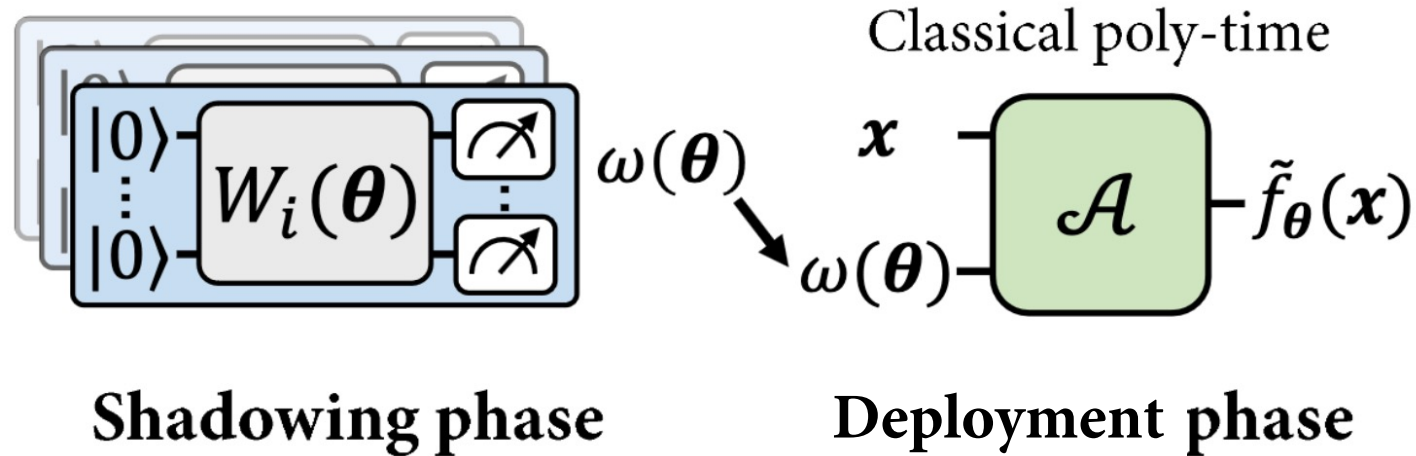 Classical poly-time
|0⟩
⋮
|0⟩
W_i(θ)
ω(θ)
x
ω(θ)
𝒜
f̃_θ(x)
Shadowing phase
Deployment phase